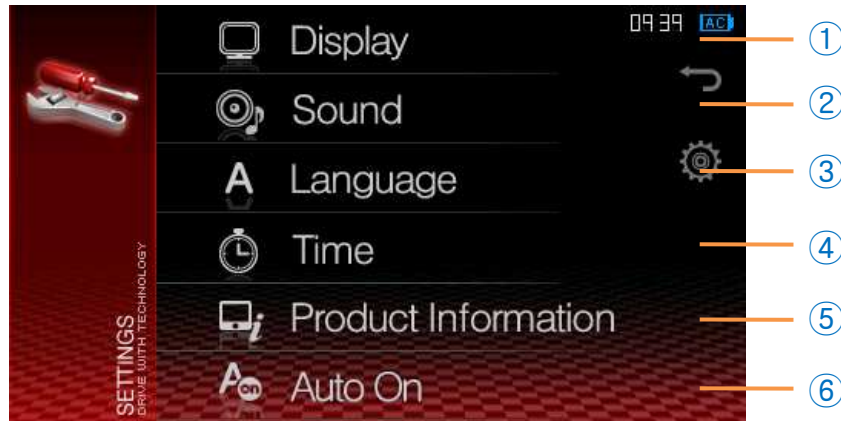 Display
09 39 AC
①
Sound
②
A Language
③
Time
④
Product Information
⑤
A on Auto On
⑥
SETTINGS
DRIVE WITH TECHNOLOGY